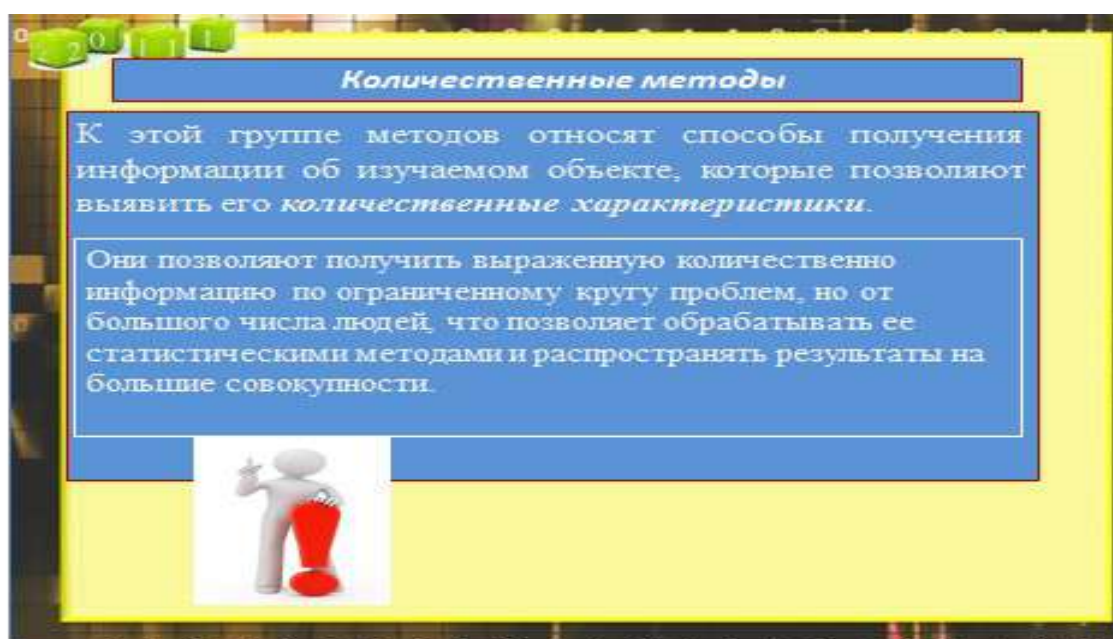 Количественные методы
К этой группе методов относят способы получения
информации об изучаемом объекте, которые позволяют
выявить его количественные характеристики.
Они позволяют получить выраженную количественно
информацию по ограниченному кругу проблем, но от
большого числа людей, что позволяет обрабатывать ее
статистическими методами и распространять результаты на
большие совокупности.